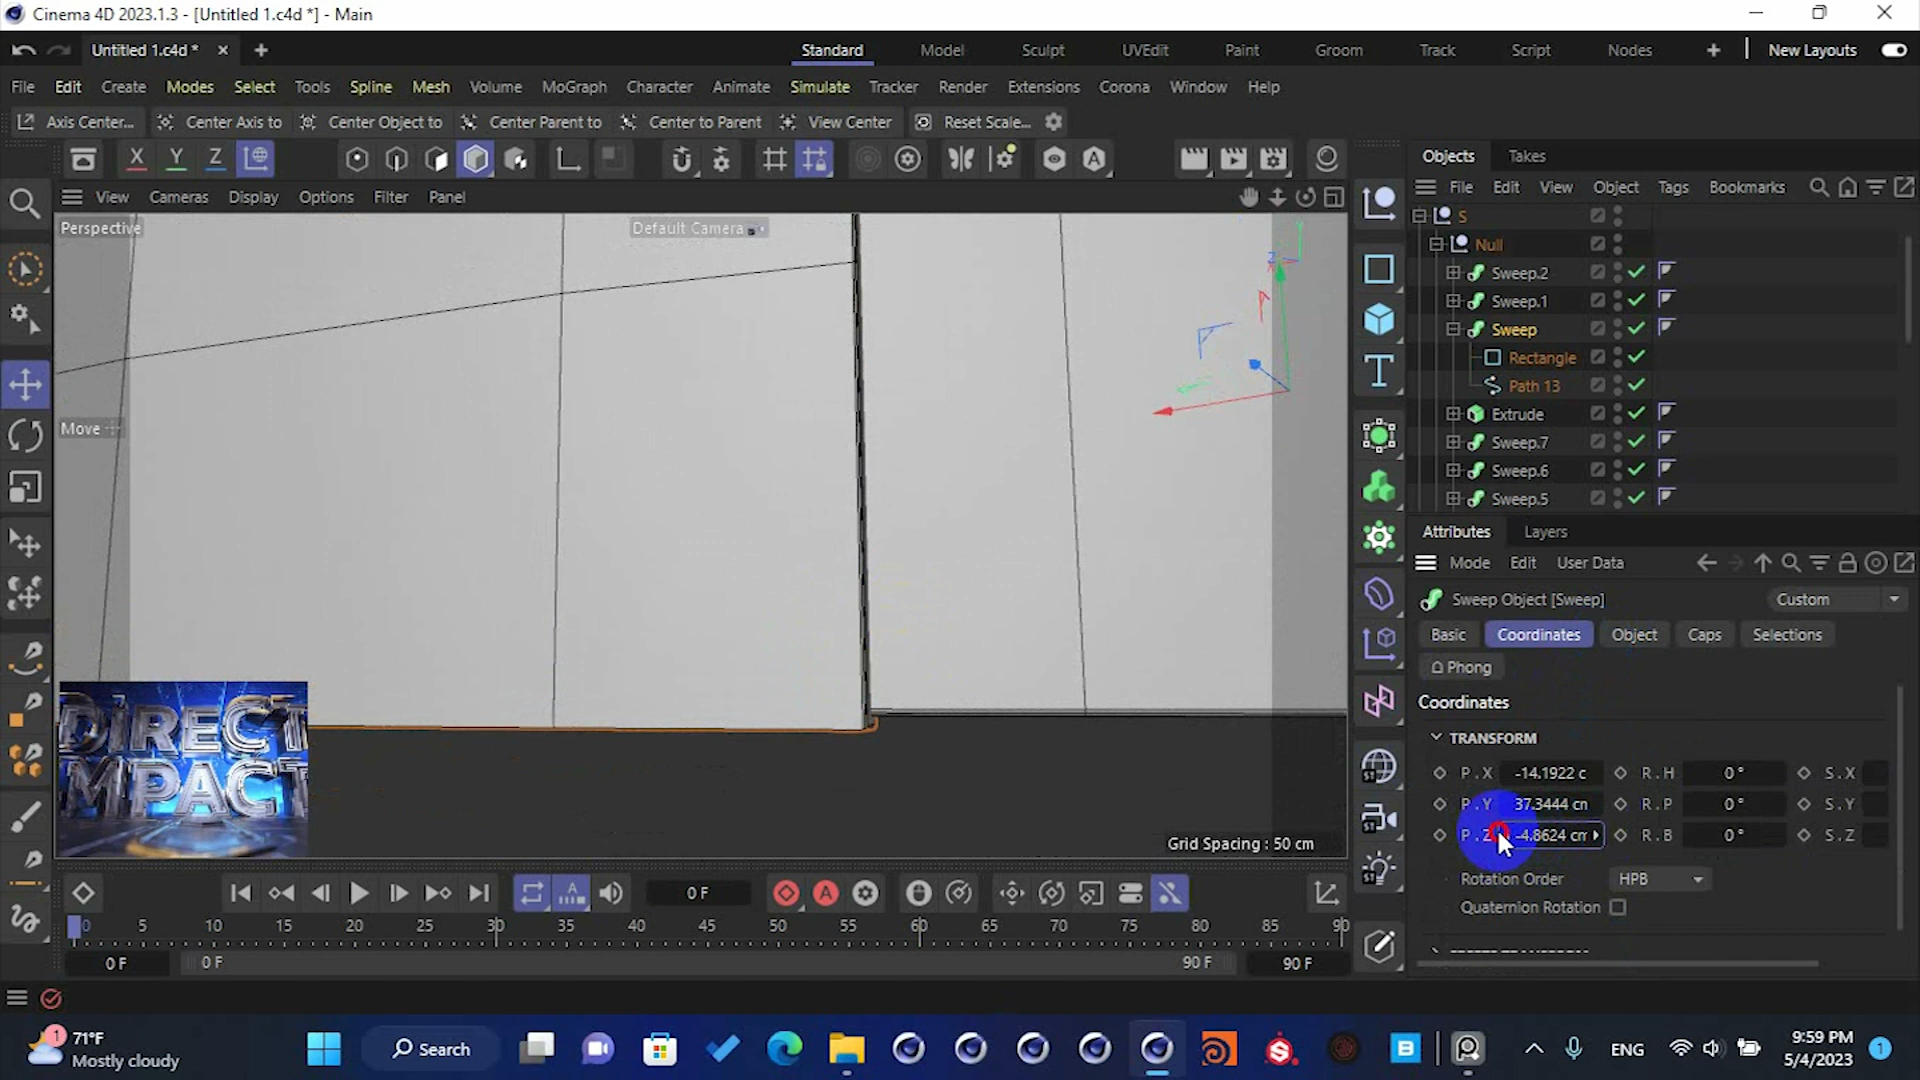 Cinema 4D 2023.1.3 - [Untitled 1.c4d *] - Main
Untitled 1.c4d *
Standard Model Sculpt UVEdit Paint Groom Track Script Nodes New Layouts
File Edit Create Modes Select Tools Spline Mesh Volume MoGraph Character Animate Simulate Tracker Render Extensions Corona Window Help
Axis Center... Center Axis to Center Object to Center Parent to Center to Parent View Center Reset Scale...
X Y Z
Objects Takes
View Cameras Display Options Filter Panel
File Edit View Object Tags Bookmarks
Perspective
Default Camera
S
Null
Sweep.2
Sweep.1
Sweep
Rectangle
Path 13
Extrude
Sweep.7
Sweep.6
Sweep.5
Move
Attributes Layers
Mode Edit User Data
Sweep Object [Sweep]
Custom
Basic Coordinates Object Caps Selections
Phong
Coordinates
TRANSFORM
P . X -14.1922 c R . H 0 ° S . X
P . Y 37.3444 cn R . P 0 ° S . Y
P . Z -4.8624 cm R . B 0 ° S . Z
Rotation Order HPB
Quaternion Rotation
DIRECT
IMPACT
Grid Spacing : 50 cm
0 F
0 5 10 15 20 25 30 35 40 45 50 55 60 65 70 75 80 85 90
0 F 0 F 90 F 90 F
71°F
Mostly cloudy
Search
ENG
9:59 PM
5/4/2023